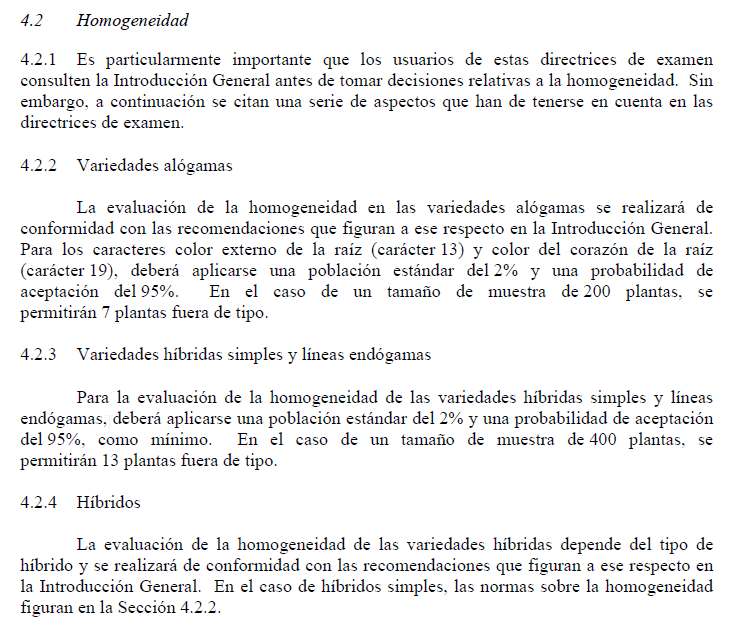 4.2 Homogeneidad
4.2.1 Es particularmente importante que los usuarios de estas directrices de examen
consulten la Introducción General antes de tomar decisiones relativas a la homogeneidad. Sin
embargo, a continuación se citan una serie de aspectos que han de tenerse en cuenta en las
directrices de examen.
4.2.2 Variedades alógamas
La evaluación de la homogeneidad en las variedades alógamas se realizará de
conformidad con las recomendaciones que figuran a ese respecto en la Introducción General.
Para los caracteres color externo de la raíz (carácter 13) y color del corazón de la raíz
(carácter 19), deberá aplicarse una población estándar del 2% y una probabilidad de
aceptación del 95%. En el caso de un tamaño de muestra de 200 plantas, se
permitirán 7 plantas fuera de tipo.
4.2.3 Variedades híbridas simples y líneas endógamas
Para la evaluación de la homogeneidad de las variedades híbridas simples y líneas
endógamas, deberá aplicarse una población estándar del 2% y una probabilidad de aceptación
del 95%, como mínimo. En el caso de un tamaño de muestra de 400 plantas, se
permitirán 13 plantas fuera de tipo.
4.2.4 Híbridos
La evaluación de la homogeneidad de las variedades híbridas depende del tipo de
híbrido y se realizará de conformidad con las recomendaciones que figuran a ese respecto en
la Introducción General. En el caso de híbridos simples, las normas sobre la homogeneidad
figuran en la Sección 4.2.2.